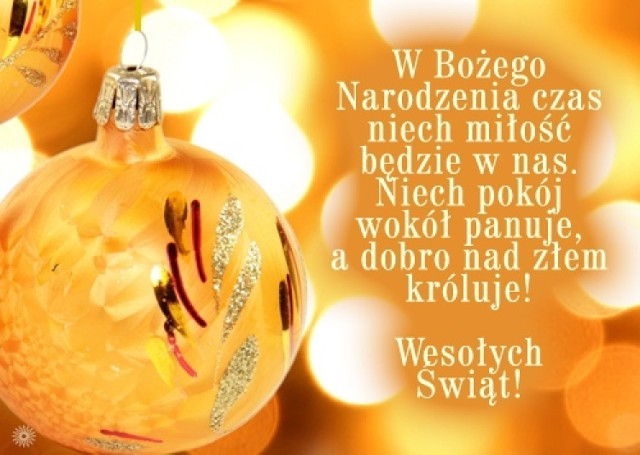 W Bożego
Narodzenia czas
niech miłość
będzie w nas.
Niech pokój
wokół panuje,
a dobro nad złem
króluje!
Wesołych
Świąt!